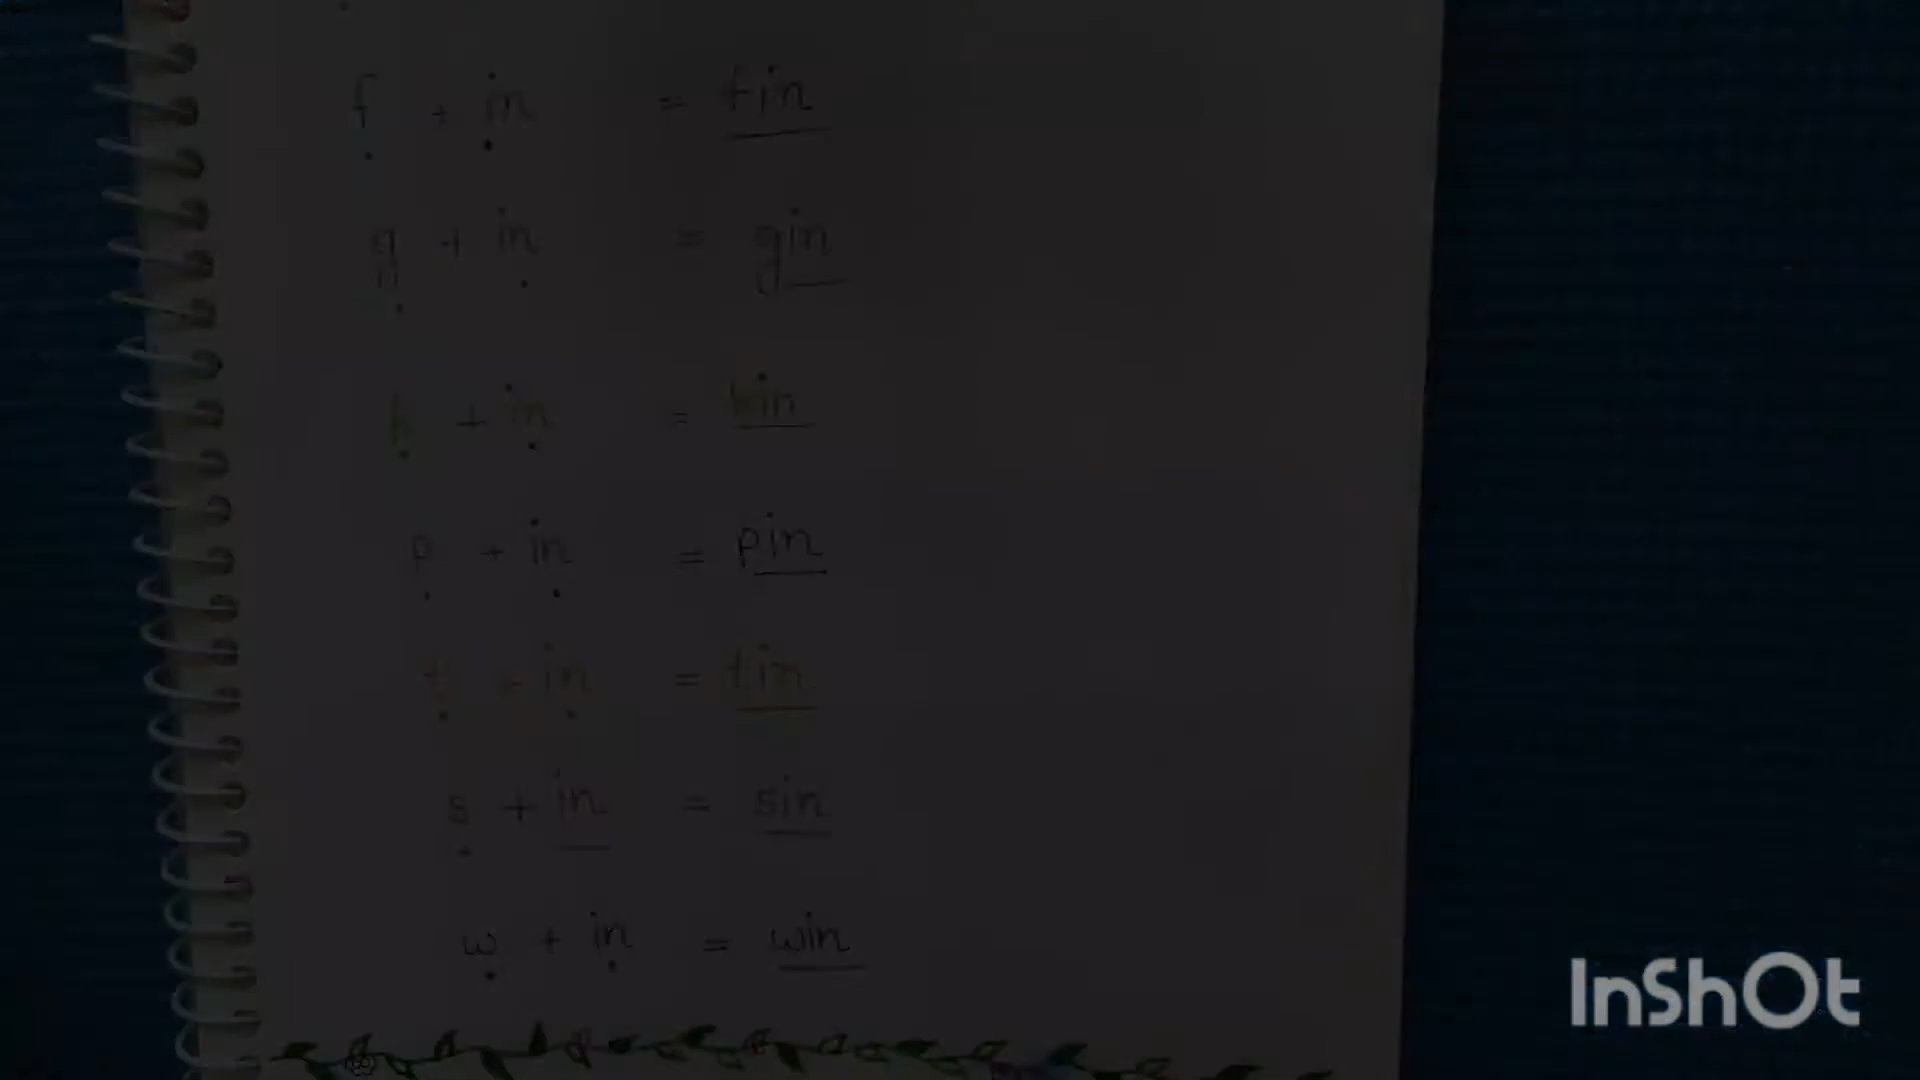 f + in = fin
g + in = gin
k + in = kin
p + in = pin
t + in = tin
s + in = sin
w + in = win
InShOt